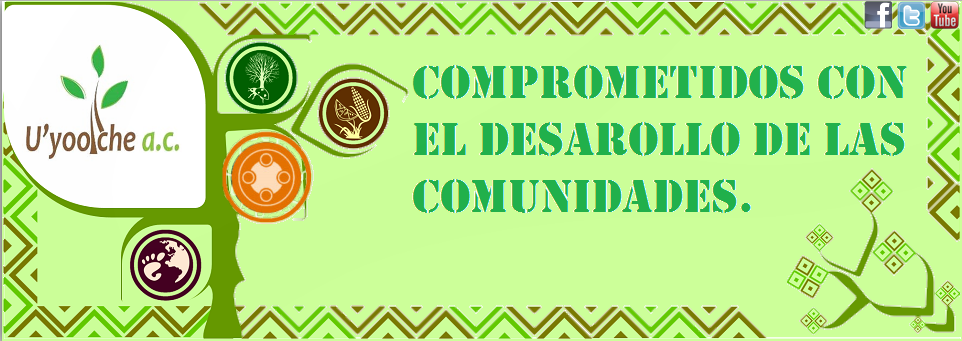 You
Tube
COMPROMETIDOS CON
EL DESAROLLO DE LAS
COMUNIDADES.
U'yoolche a.c.